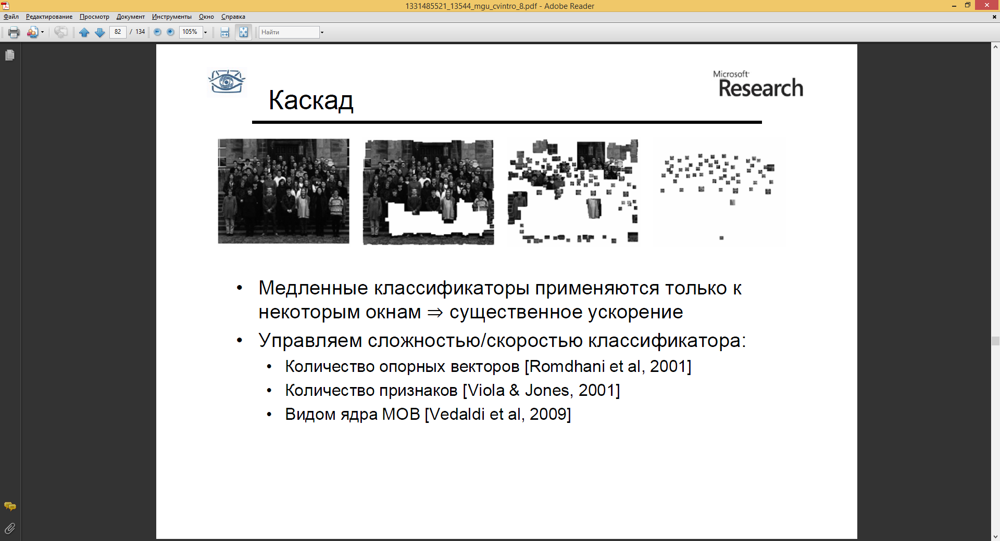 1331485521_13544_mgu_cvintro_8.pdf - Adobe Reader
Файл Редактирование Просмотр Документ Инструменты Окно Справка
82 / 134 105% Найти
Microsoft
Research
Каскад
• Медленные классификаторы применяются только к
некоторым окнам ⇒ существенное ускорение
• Управляем сложностью/скоростью классификатора:
• Количество опорных векторов [Romdhani et al, 2001]
• Количество признаков [Viola & Jones, 2001]
• Видом ядра МОВ [Vedaldi et al, 2009]